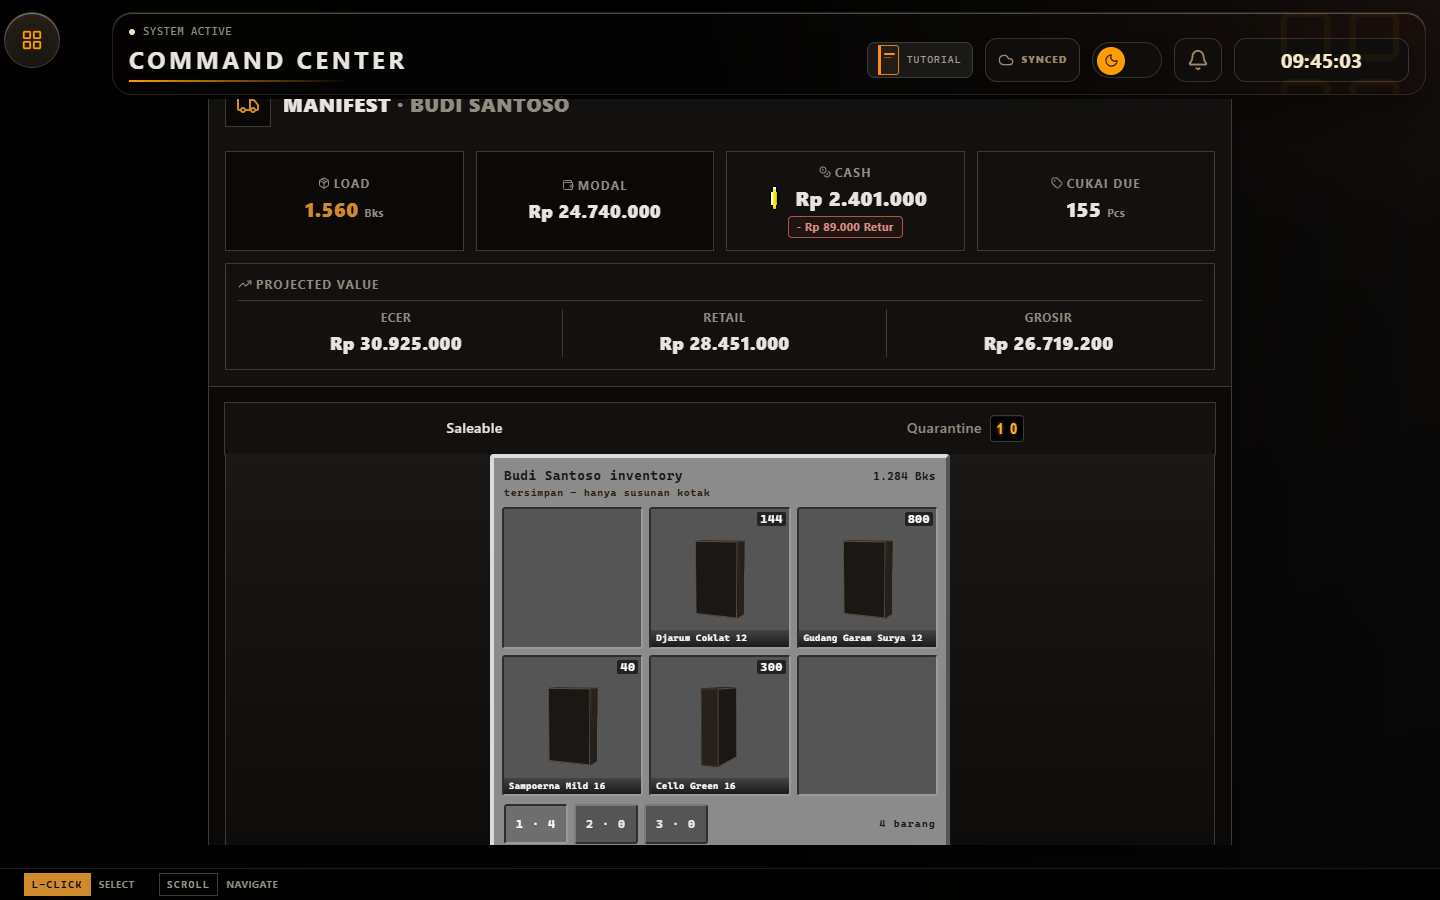 SYSTEM ACTIVE
COMMAND CENTER
TUTORIAL
SYNCED
09:45:03
MANIFEST · BUDI SANTOSO
LOAD
1.560 Bks
MODAL
Rp 24.740.000
CASH
Rp 2.401.000
- Rp 89.000 Retur
CUKAI DUE
155 Pcs
PROJECTED VALUE
ECER
Rp 30.925.000
RETAIL
Rp 28.451.000
GROSIR
Rp 26.719.200
Saleable
Quarantine 10
Budi Santoso inventory
1.284 Bks
tersimpan — hanya susunan kotak
144
Djarum Coklat 12
800
Gudang Garam Surya 12
40
Sampoerna Mild 16
300
Cello Green 16
1 · 4
2 · 0
3 · 0
4 barang
L-CLICK SELECT
SCROLL NAVIGATE